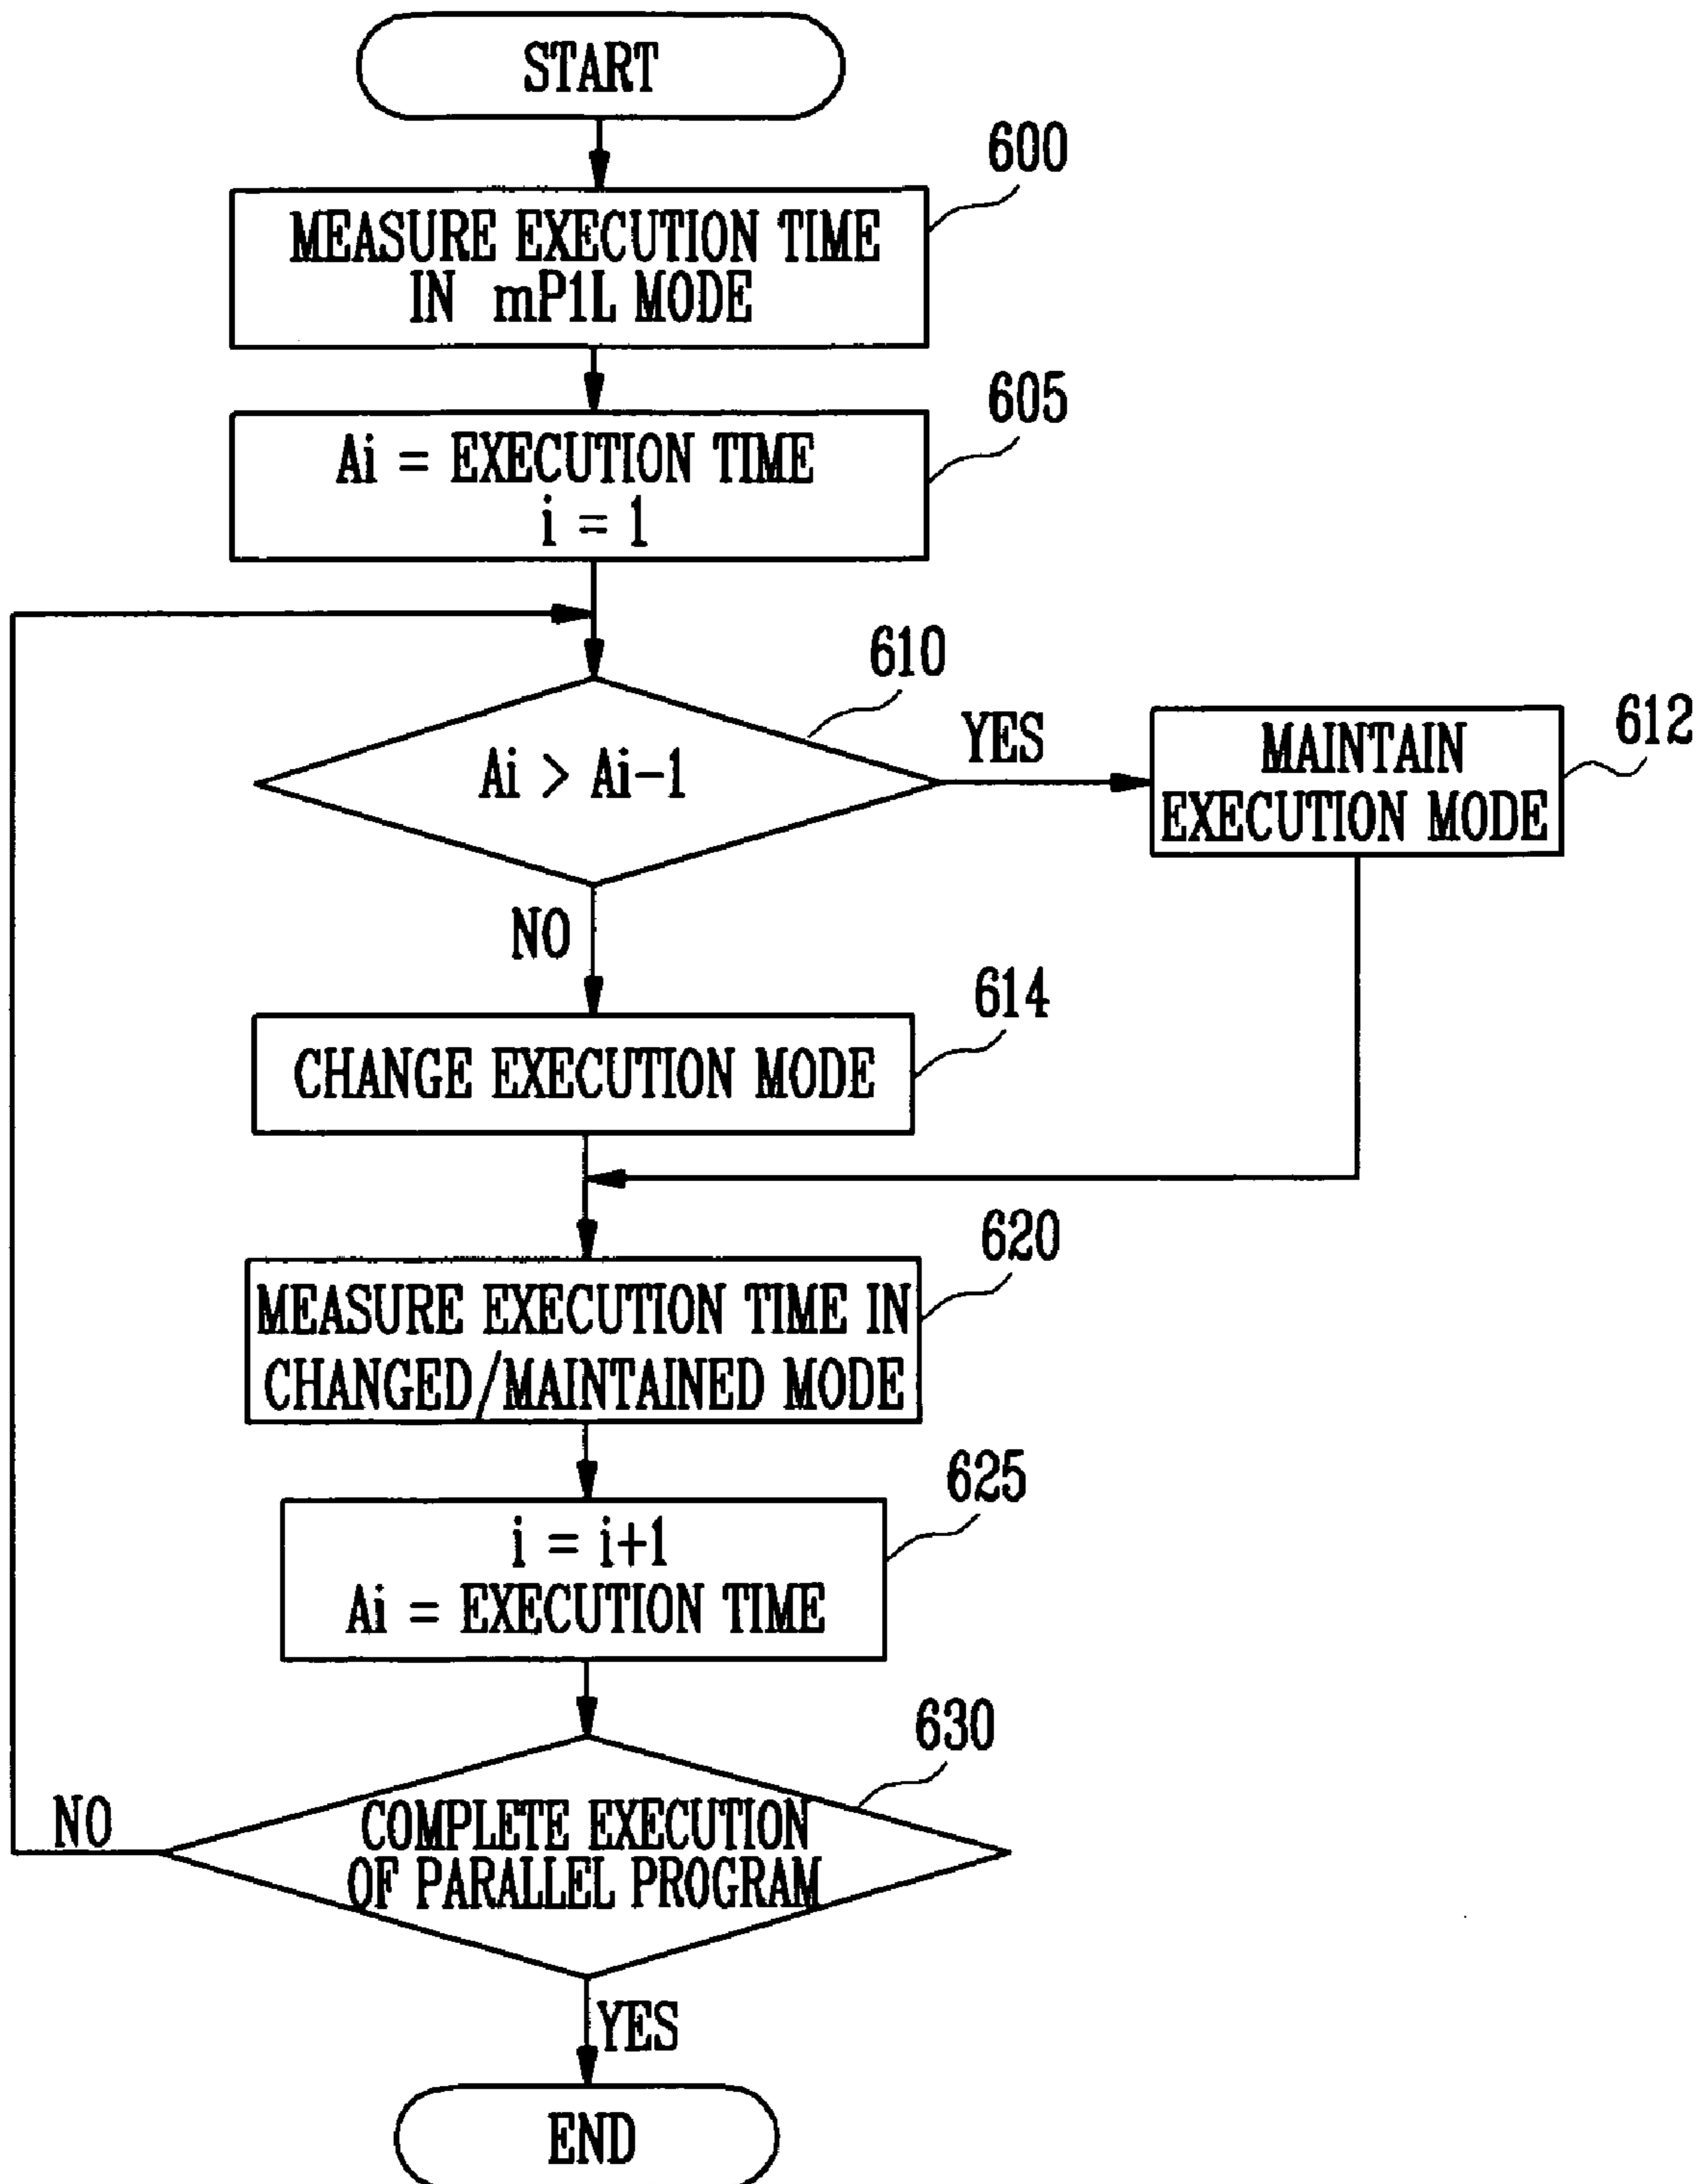 START
600
MEASURE EXECUTION TIME
IN mP1L MODE
605
Ai = EXECUTION TIME
i = 1
610
Ai > Ai-1
YES
612
MAINTAIN
EXECUTION MODE
NO
614
CHANGE EXECUTION MODE
620
MEASURE EXECUTION TIME IN
CHANGED/MAINTAINED MODE
625
i = i+1
Ai = EXECUTION TIME
630
NO
COMPLETE EXECUTION
OF PARALLEL PROGRAM
YES
END